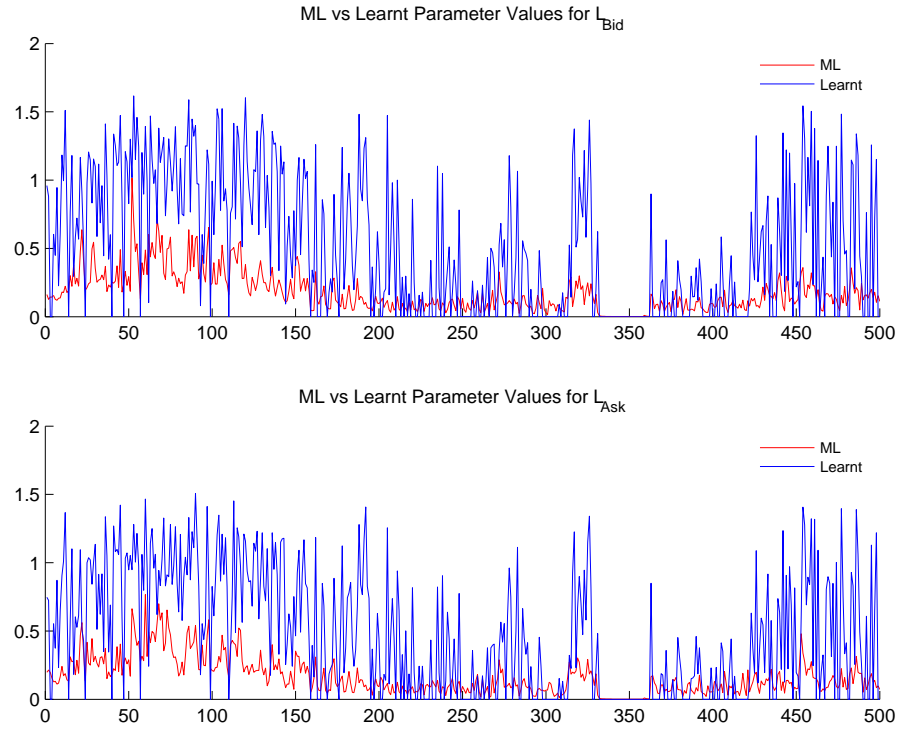 ML vs Learnt Parameter Values for L_Bid
2
1.5
1
0.5
0
ML
Learnt
0 50 100 150 200 250 300 350 400 450 500
ML vs Learnt Parameter Values for L_Ask
2
1.5
1
0.5
0
ML
Learnt
0 50 100 150 200 250 300 350 400 450 500